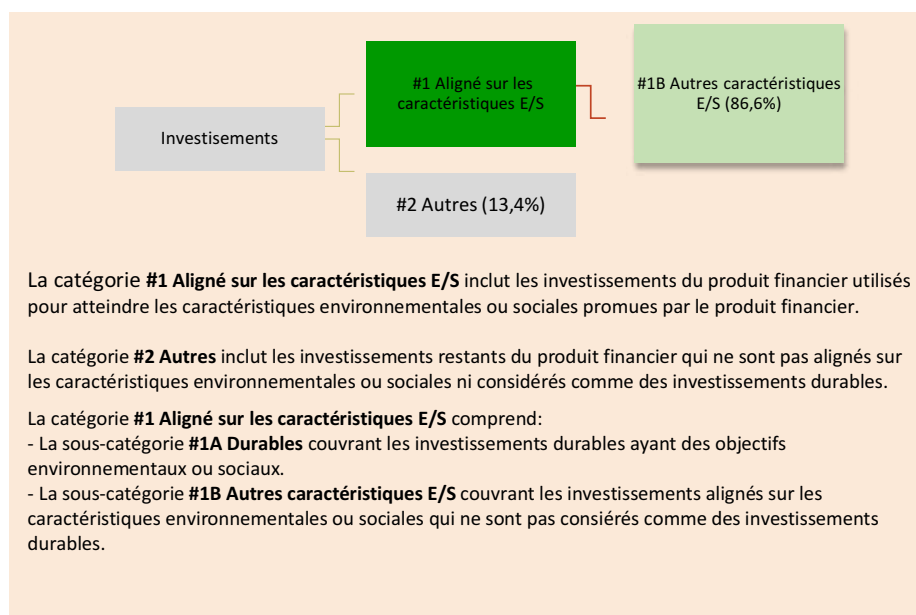 #1 Aligné sur les
caractéristiques E/S
#1B Autres caractéristiques
E/S (86,6%)
Investisements
#2 Autres (13,4%)
La catégorie #1 Aligné sur les caractéristiques E/S inclut les investissements du produit financier utilisés
pour atteindre les caractéristiques environnementales ou sociales promues par le produit financier.
La catégorie #2 Autres inclut les investissements restants du produit financier qui ne sont pas alignés sur
les caractéristiques environnementales ou sociales ni considérés comme des investissements durables.
La catégorie #1 Aligné sur les caractéristiques E/S comprend:
- La sous-catégorie #1A Durables couvrant les investissements durables ayant des objectifs
environnementaux ou sociaux.
- La sous-catégorie #1B Autres caractéristiques E/S couvrant les investissements alignés sur les
caractéristiques environnementales ou sociales qui ne sont pas consiérés comme des investissements
durables.